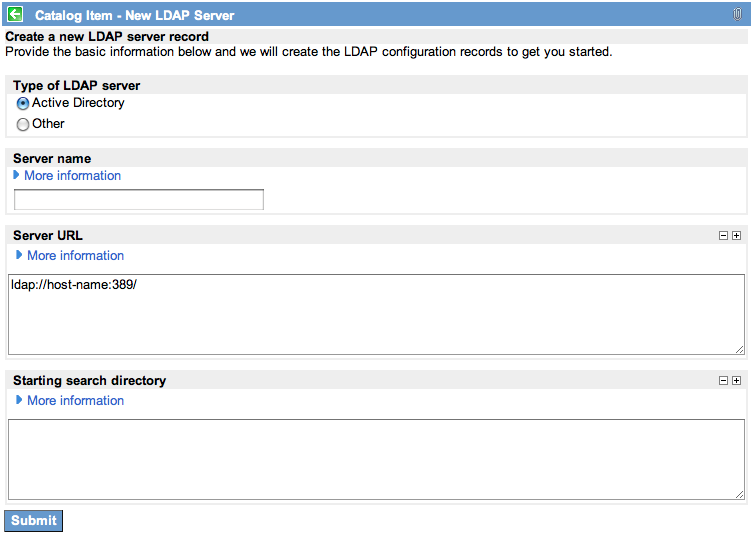 Catalog Item - New LDAP Server
Create a new LDAP server record
Provide the basic information below and we will create the LDAP configuration records to get you started.
Type of LDAP server
Active Directory
Other
Server name
More information
Server URL
More information
ldap://host-name:389/
Starting search directory
More information
Submit